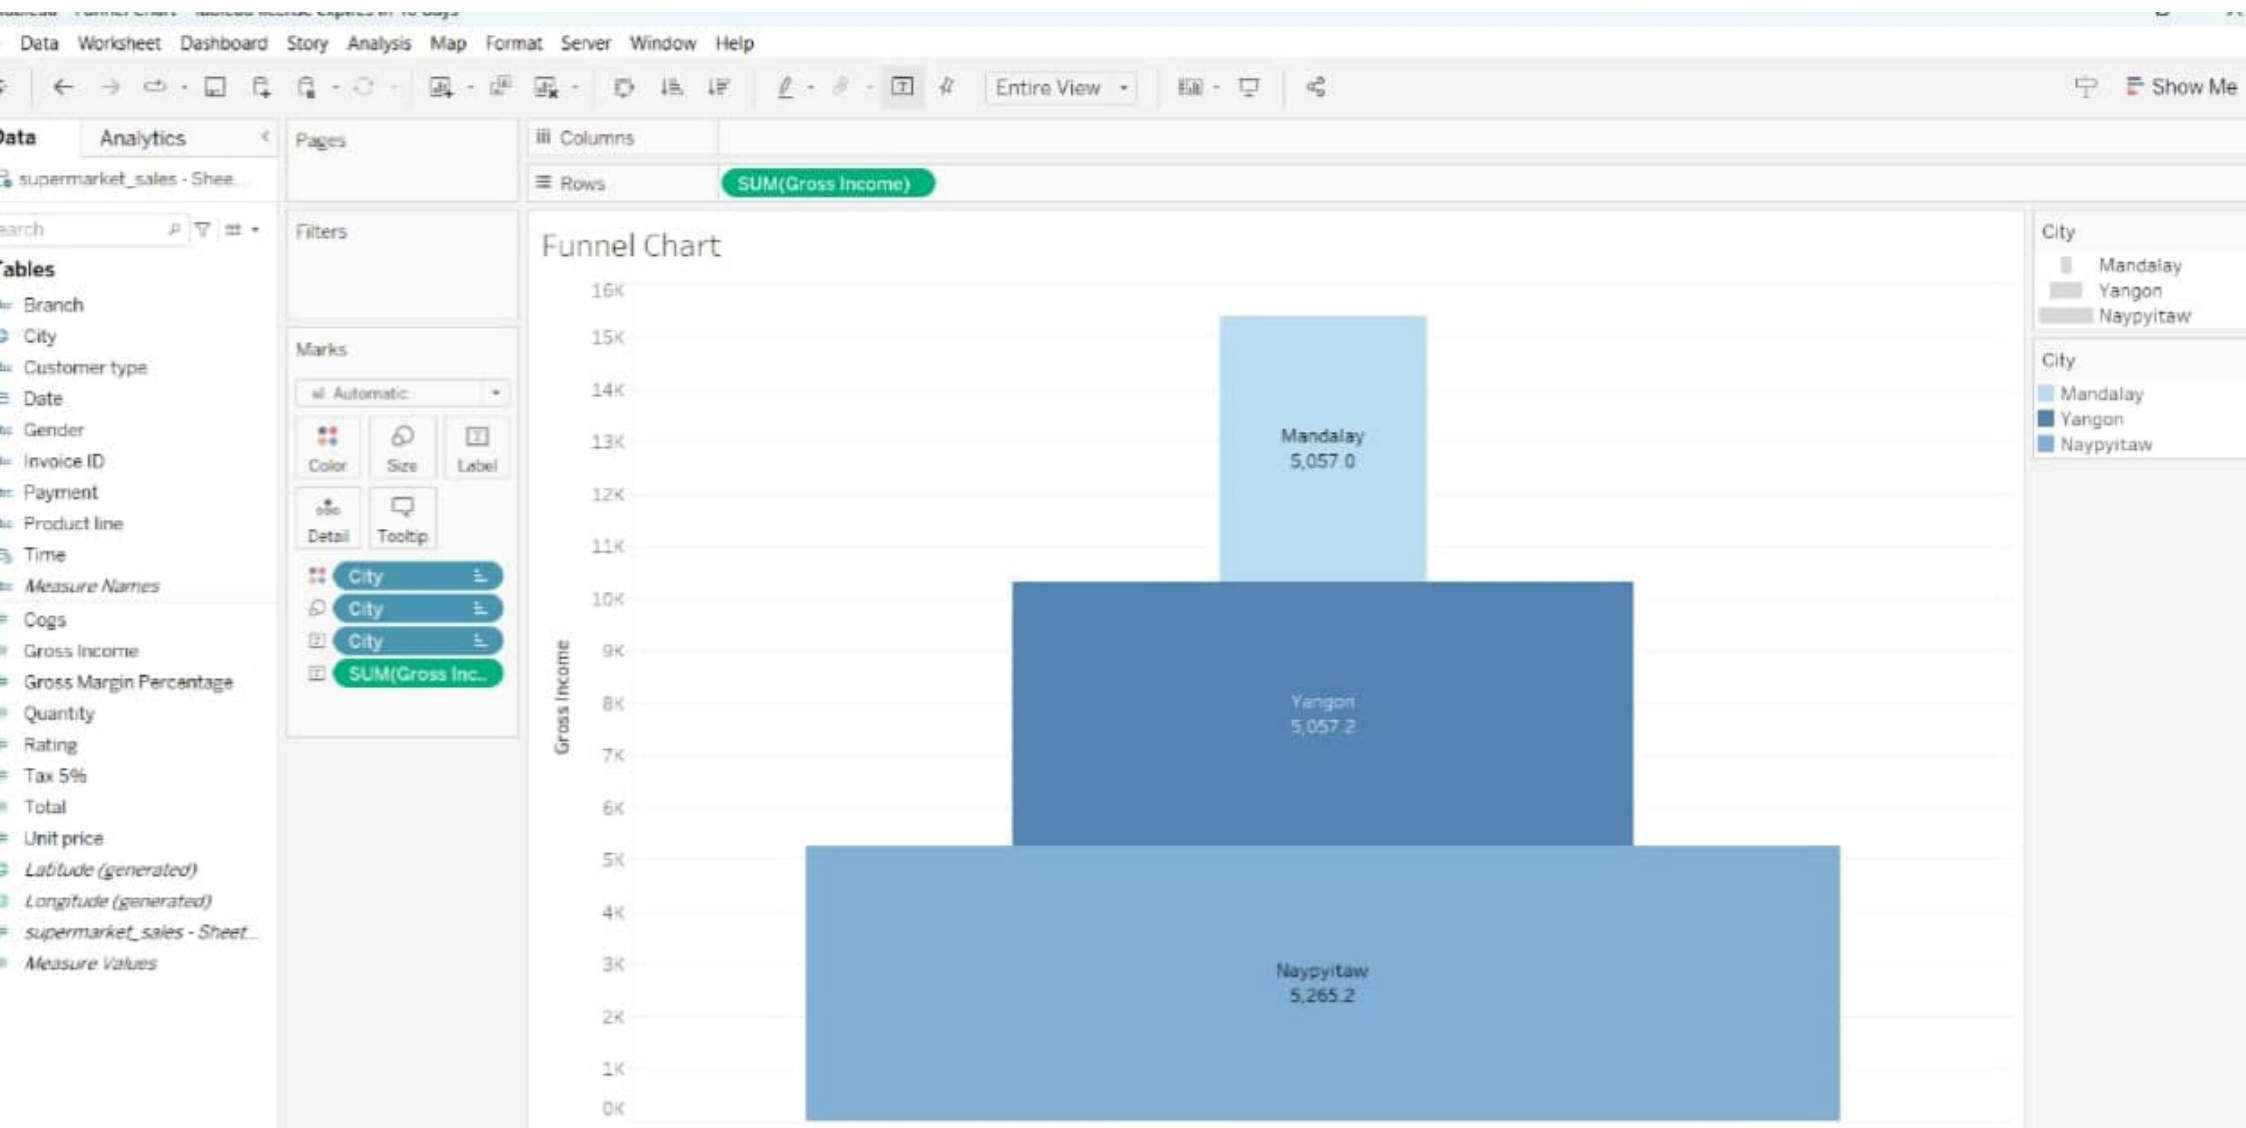 Data Worksheet Dashboard Story Analysis Map Format Server Window Help
Entire View
Show Me
Data Analytics
Pages
Columns
supermarket_sales - Shee...
Rows
SUM(Gross Income)
Filters
Tables
Branch
City
Customer type
Date
Gender
Invoice ID
Payment
Product line
Time
Measure Names
Cogs
Gross Income
Gross Margin Percentage
Quantity
Rating
Tax 5%
Total
Unit price
Latitude (generated)
Longitude (generated)
supermarket_sales - Sheet...
Measure Values
Marks
Automatic
Color Size Label
Detail Tooltip
City
City
City
SUM(Gross Inc..
Funnel Chart
16K
15K
14K
13K
12K
11K
10K
9K
8K
7K
6K
5K
4K
3K
2K
1K
0K
Gross Income
Mandalay
5,057.0
Yangon
5,057.2
Naypyitaw
5,265.2
City
Mandalay
Yangon
Naypyitaw
City
Mandalay
Yangon
Naypyitaw